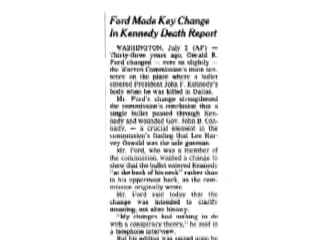 Ford Made Key Change
In Kennedy Death Report
WASHINGTON, July 2 (AP) —
Thirty-three years ago, Gerald R.
Ford changed — ever so slightly —
the Warren Commission's main sen-
tence on the place where a bullet
entered President John F. Kennedy's
body when he was killed in Dallas.
Mr. Ford's change strengthened
the commission's conclusion that a
single bullet passed through Ken-
nedy and wounded Gov. John B. Con-
nally, — a crucial element in the
commission's finding that Lee Har-
vey Oswald was the sole gunman.
Mr. Ford, who was a member of
the commission, wanted a change to
show that the bullet entered Kennedy
"at the back of his neck" rather than
in his uppermost back, as the com-
mission originally wrote.
Mr. Ford said today that the
change was intended to clarify
meaning, not alter history.
"My changes had nothing to do
with a conspiracy theory," he said in
a telephone interview.
But his editing was seized upon by